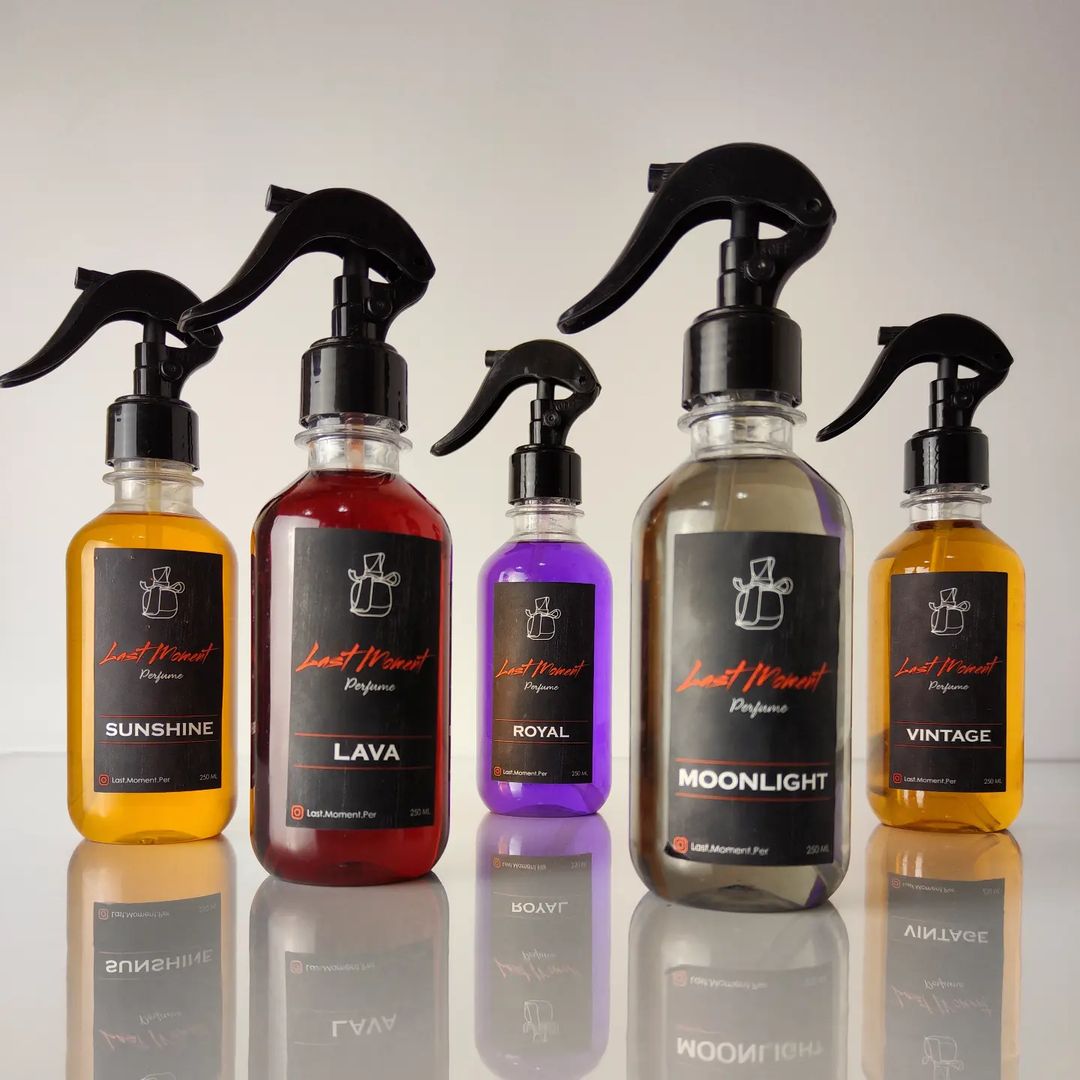 Last Moment
Perfume
SUNSHINE
Last.Moment.Per 250 ML
Last Moment
Perfume
LAVA
Last.Moment.Per 250 ML
Last Moment
Perfume
ROYAL
Last.Moment.Per 250 ML
Last Moment
Perfume
MOONLIGHT
Last.Moment.Per 250 ML
Last Moment
Perfume
VINTAGE
Last.Moment.Per 250 ML
OFF